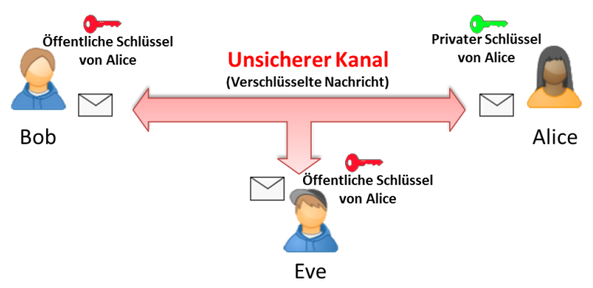 Öffentliche Schlüssel
von Alice
Privater Schlüssel
von Alice
Unsicherer Kanal
(Verschlüsselte Nachricht)
Bob
Alice
Öffentliche Schlüssel
von Alice
Eve